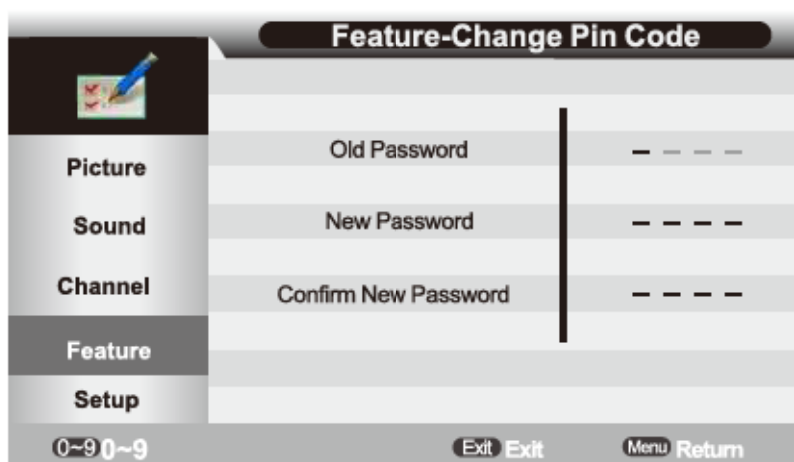 Feature-Change Pin Code
Picture
Sound
Channel
Feature
Setup
Old Password – – – –
New Password – – – –
Confirm New Password – – – –
0~9 0~9 Exit Exit Menu Return